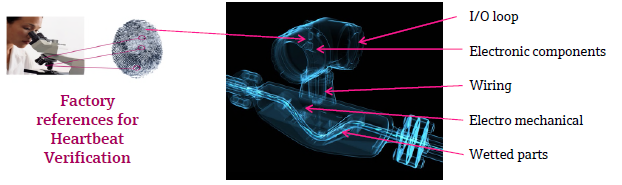 Factory
references for
Heartbeat
Verification
I/O loop
Electronic components
Wiring
Electro mechanical
Wetted parts